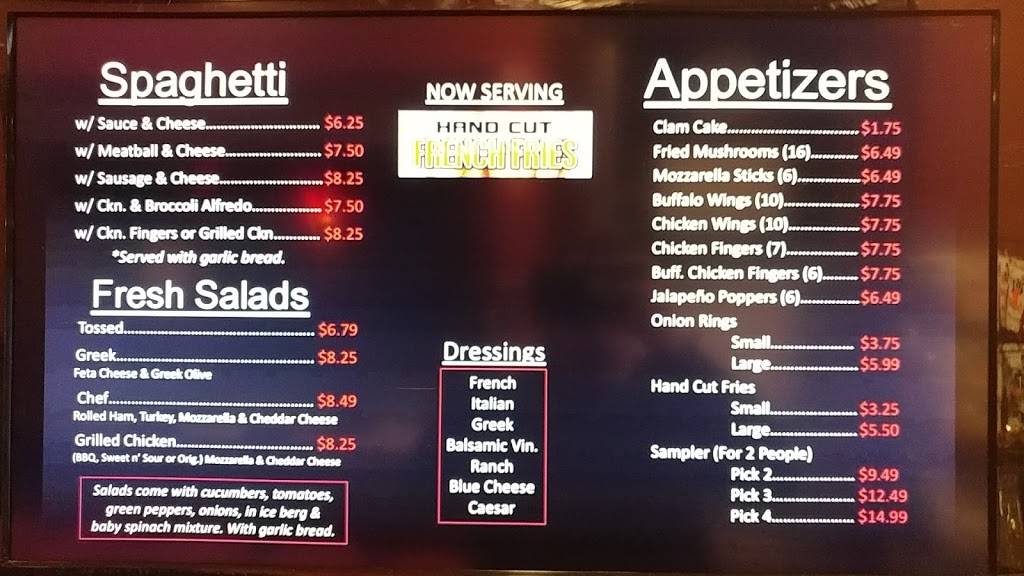 Spaghetti
w/ Sauce & Cheese............................ $6.25
w/ Meatball & Cheese........................ $7.50
w/ Sausage & Cheese......................... $8.25
w/ Ckn. & Broccoli Alfredo................. $7.50
w/ Ckn. Fingers or Grilled Ckn............ $8.25
*Served with garlic bread.
Fresh Salads
Tossed.............................................. $6.79
Greek................................................ $8.25
Feta Cheese & Greek Olive
Chef.................................................. $8.49
Rolled Ham, Turkey, Mozzarella & Cheddar Cheese
Grilled Chicken.................................. $8.25
(BBQ, Sweet n' Sour or Orig.) Mozzarella & Cheddar Cheese
Salads come with cucumbers, tomatoes,
green peppers, onions, in ice berg &
baby spinach mixture. With garlic bread.
NOW SERVING
HAND CUT
FRENCH FRIES
Dressings
French
Italian
Greek
Balsamic Vin.
Ranch
Blue Cheese
Caesar
Appetizers
Clam Cake................................ $1.75
Fried Mushrooms (16)............ $6.49
Mozzarella Sticks (6)............... $6.49
Buffalo Wings (10)................... $7.75
Chicken Wings (10).................. $7.75
Chicken Fingers (7).................. $7.75
Buff. Chicken Fingers (6)......... $7.75
Jalapeño Poppers (6)............... $6.49
Onion Rings
Small..................... $3.75
Large..................... $5.99
Hand Cut Fries
Small..................... $3.25
Large..................... $5.50
Sampler (For 2 People)
Pick 2..................... $9.49
Pick 3..................... $12.49
Pick 4..................... $14.99